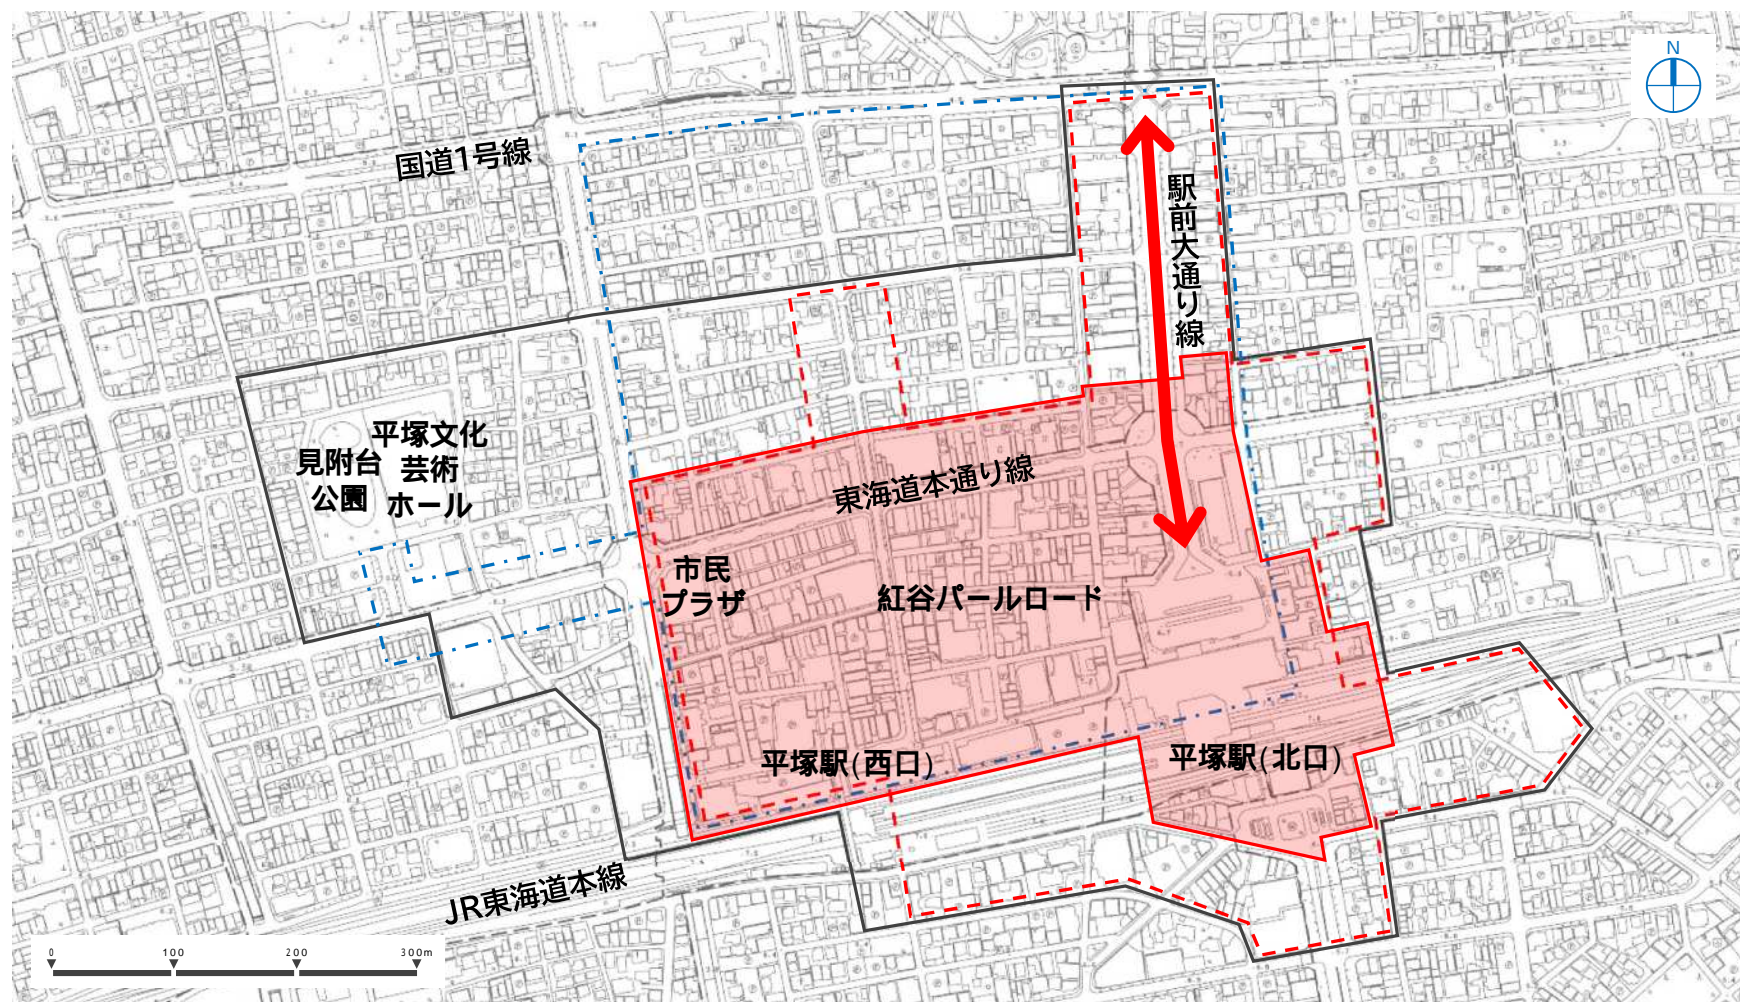 N
国道1号線
駅前大通り線
平塚文化
芸術
ホール
見附台
公園
東海道本通り線
市民
プラザ
紅谷パールロード
平塚駅(西口)
平塚駅(北口)
JR東海道本線
0 100 200 300m